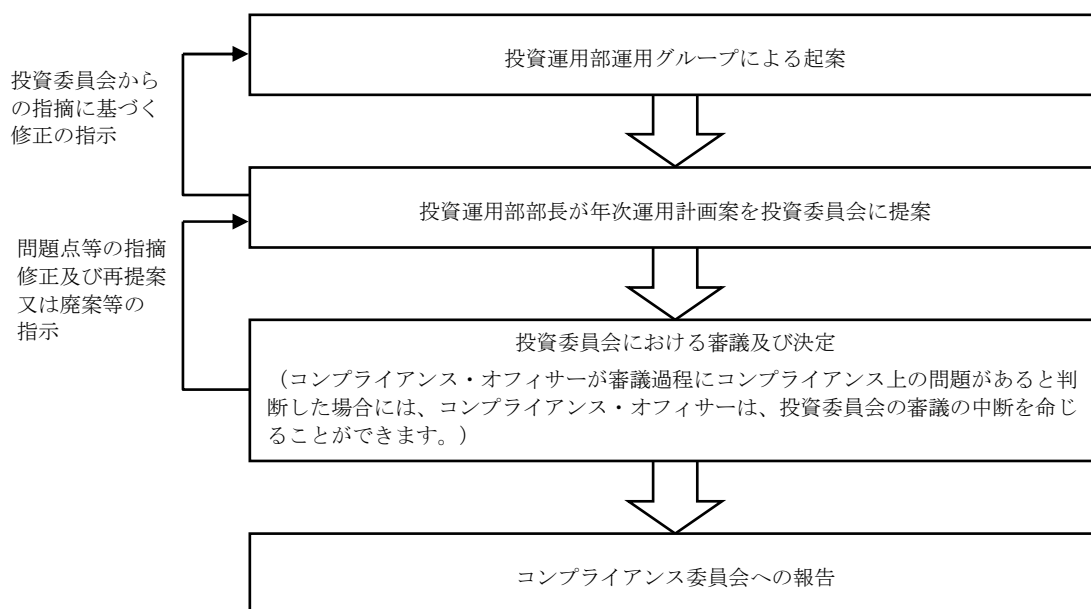 投資運用部運用グループによる起案
投資委員会から
の指摘に基づく
修正の指示
投資運用部部長が年次運用計画案を投資委員会に提案
問題点等の指摘
修正及び再提案
又は廃案等の
指示
投資委員会における審議及び決定
（コンプライアンス・オフィサーが審議過程にコンプライアンス上の問題があると判
断した場合には、コンプライアンス・オフィサーは、投資委員会の審議の中断を命じ
ることができます。）
コンプライアンス委員会への報告